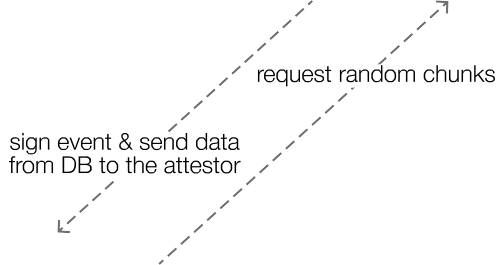 request random chunks
sign event & send data
from DB to the attestor